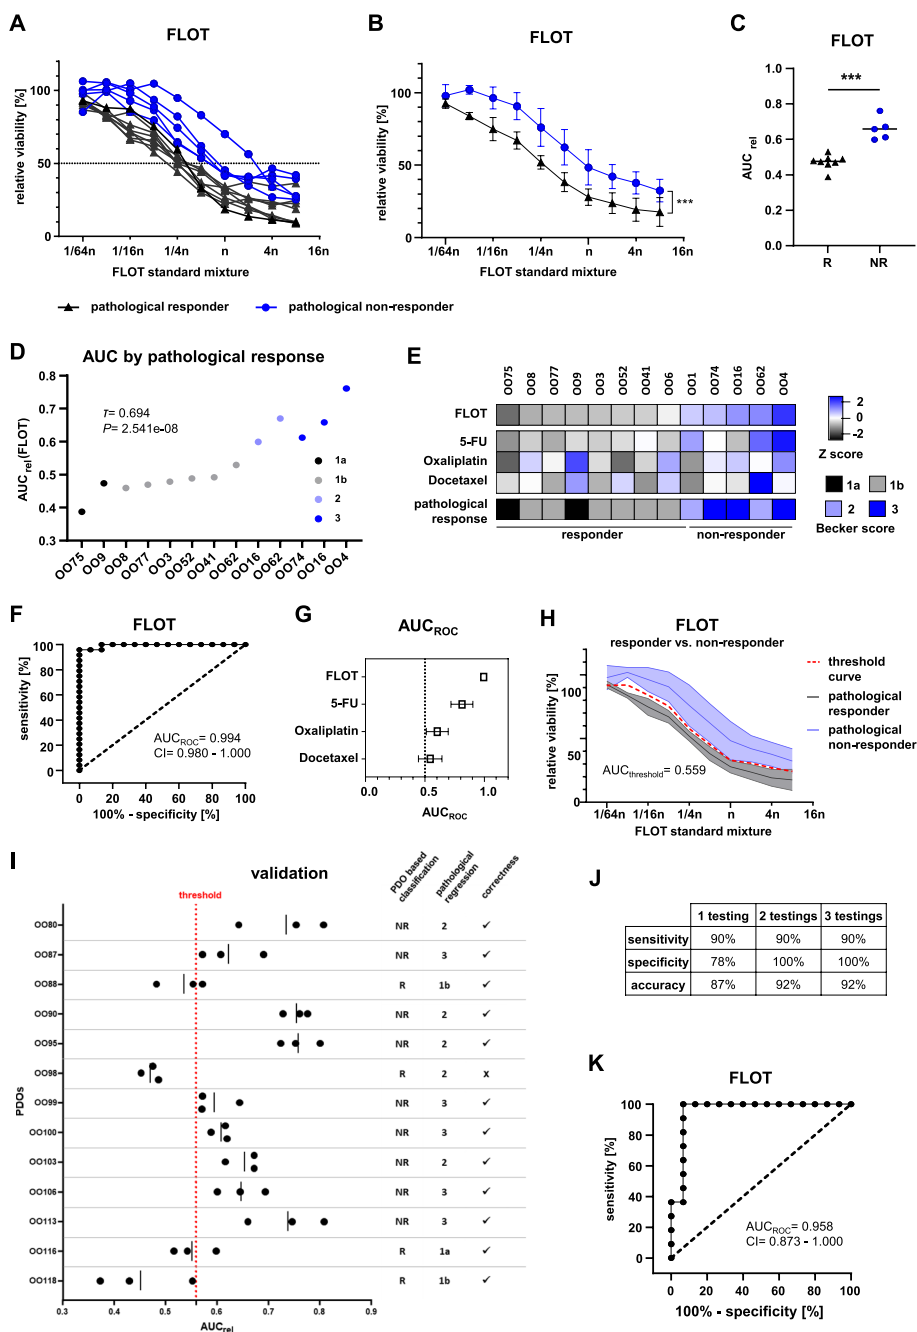 A
FLOT
relative viability [%]
100
50
0
1/64n 1/16n 1/4n n 4n 16n
FLOT standard mixture
B
FLOT
relative viability [%]
100
50
0
***
1/64n 1/16n 1/4n n 4n 16n
FLOT standard mixture
C
FLOT
***
AUC rel
0.8
0.6
0.4
0.2
0.0
R NR
pathological responder pathological non-responder
D
AUC by pathological response
AUCrel(FLOT)
0.8
0.7
0.6
0.5
0.4
0.3
r= 0.694
P= 2.541e-08
1a
1b
2
3
OO75 OO9 OO8 OO77 OO3 OO52 OO41 OO62 OO16 OO62 OO74 OO16 OO4
E
OO75 OO8 OO77 OO9 OO3 OO52 OO41 OO6 OO1 OO74 OO16 OO62 OO4
FLOT
5-FU
Oxaliplatin
Docetaxel
pathological
response
responder non-responder
2
0
-2
Z score
1a 1b
2 3
Becker score
F
FLOT
sensitivity [%]
100
80
60
40
20
0
AUCROC= 0.994
CI= 0.980 - 1.000
0 20 40 60 80 100
100% - specificity [%]
G
AUCROC
FLOT
5-FU
Oxaliplatin
Docetaxel
0.0 0.5 1.0
AUCROC
H
FLOT
responder vs. non-responder
relative viability [%]
100
50
0
AUCthreshold= 0.559
1/64n 1/16n 1/4n n 4n 16n
FLOT standard mixture
threshold
curve
pathological
responder
pathological
non-responder
I
validation
threshold
PDO based
classification
pathological
regression
correctness
PDOs
OO80 NR 2 ✓
OO87 NR 3 ✓
OO88 R 1b ✓
OO90 NR 2 ✓
OO95 NR 2 ✓
OO98 R 2 x
OO99 NR 3 ✓
OO100 NR 3 ✓
OO103 NR 2 ✓
OO106 NR 3 ✓
OO113 NR 3 ✓
OO116 R 1a ✓
OO118 R 1b ✓
0.3 0.4 0.5 0.6 0.7 0.8 0.9
AUCrel
J
1 testing 2 testings 3 testings
sensitivity 90% 90% 90%
specificity 78% 100% 100%
accuracy 87% 92% 92%
K
FLOT
sensitivity [%]
100
80
60
40
20
0
AUCROC= 0.958
CI= 0.873 - 1.000
0 20 40 60 80 100
100% - specificity [%]